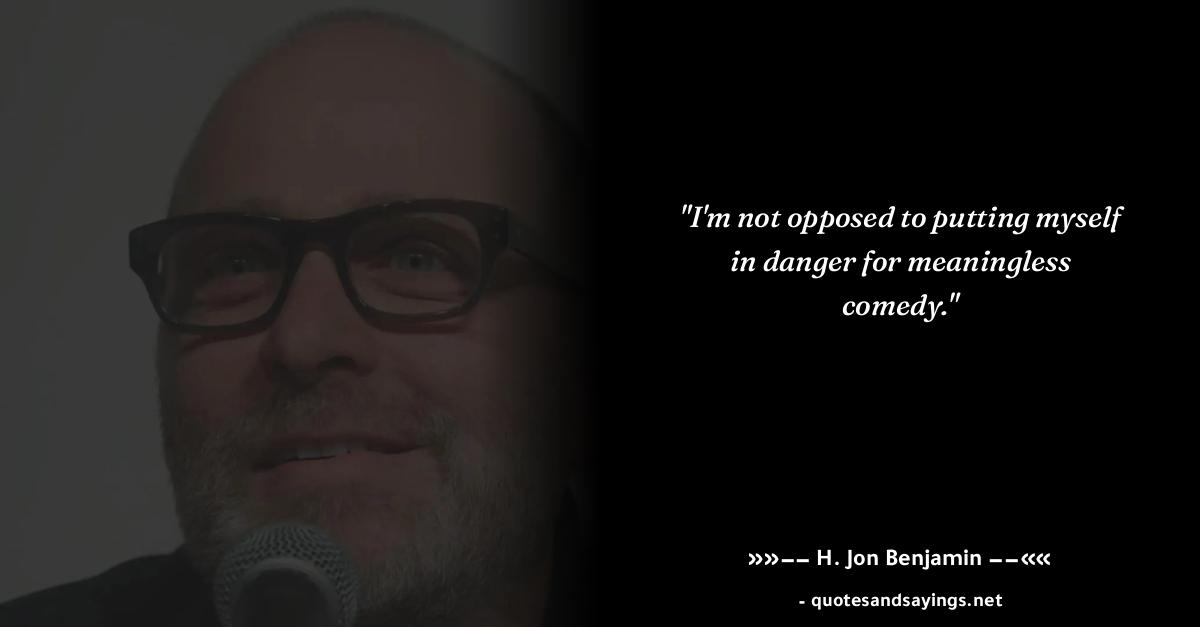 "I'm not opposed to putting myself
in danger for meaningless
comedy."
»»−− H. Jon Benjamin −−««
- quotesandsayings.net